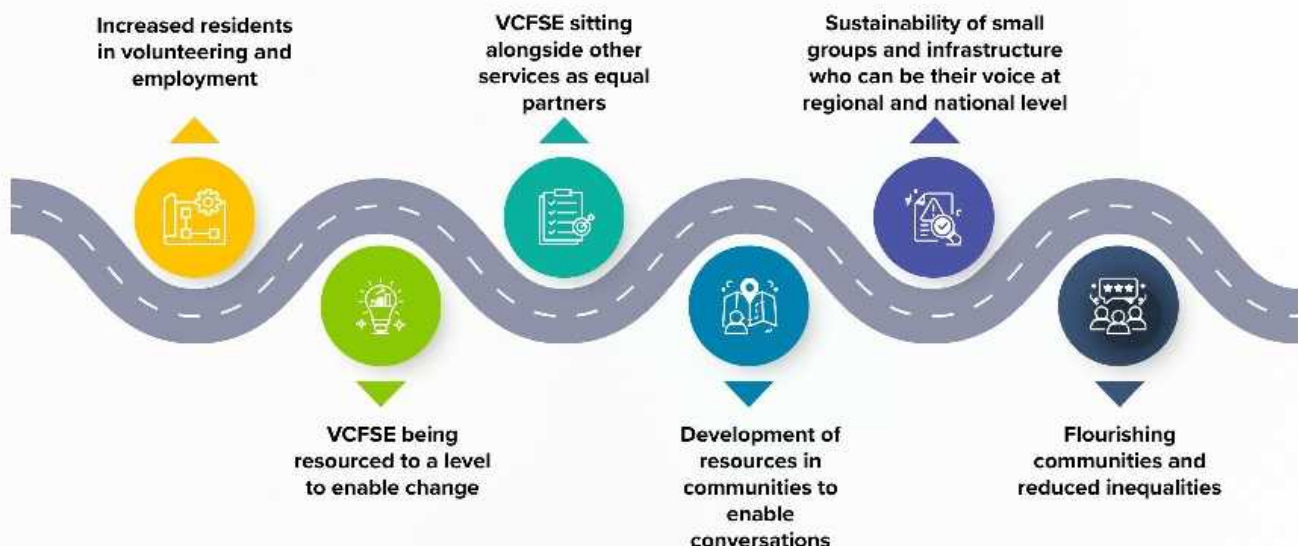 Increased residents
in volunteering and
employment
VCFSE being
resourced to a level
to enable change
VCFSE sitting
alongside other
services as equal
partners
Development of
resources in
communities to
enable
conversations
Sustainability of small
groups and infrastructure
who can be their voice at
regional and national level
Flourishing
communities and
reduced inequalities